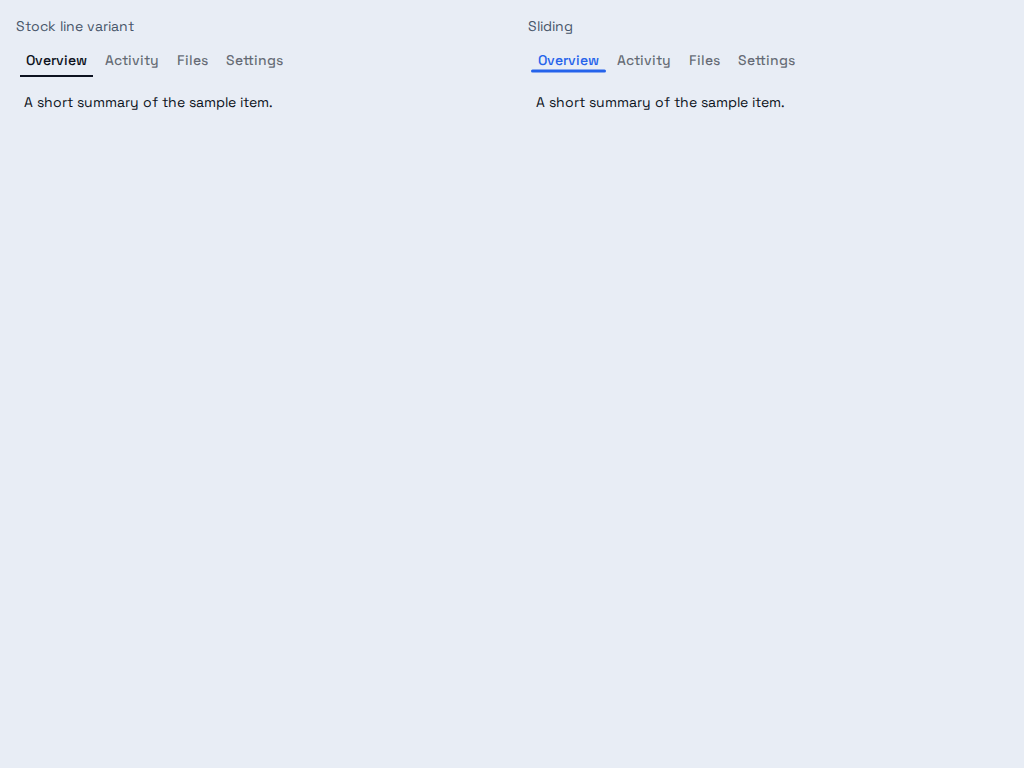 Stock line variant
Overview Activity Files Settings
A short summary of the sample item.
Sliding
Overview Activity Files Settings
A short summary of the sample item.